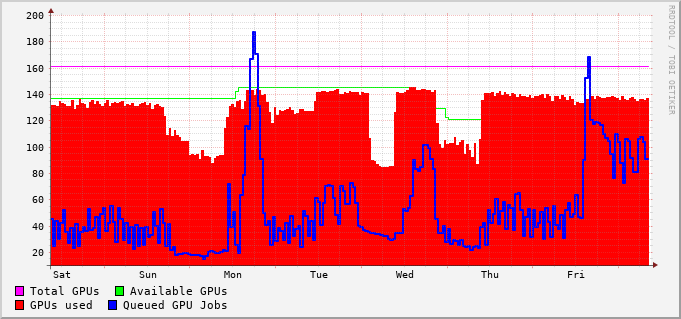 200
180
160
140
120
100
80
60
40
20
Sat Sun Mon Tue Wed Thu Fri
Total GPUs Available GPUs
GPUs used Queued GPU Jobs
RRDTOOL / TOBI OETIKER